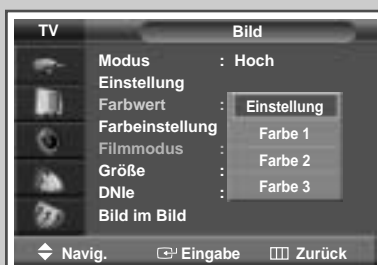 TV Bild
Modus : Hoch
Einstellung
Farbwert : Einstellung
Farbeinstellung Farbe 1
Filmmodus : Farbe 2
Größe : Farbe 3
DNIe :
Bild im Bild
Navig. Eingabe Zurück